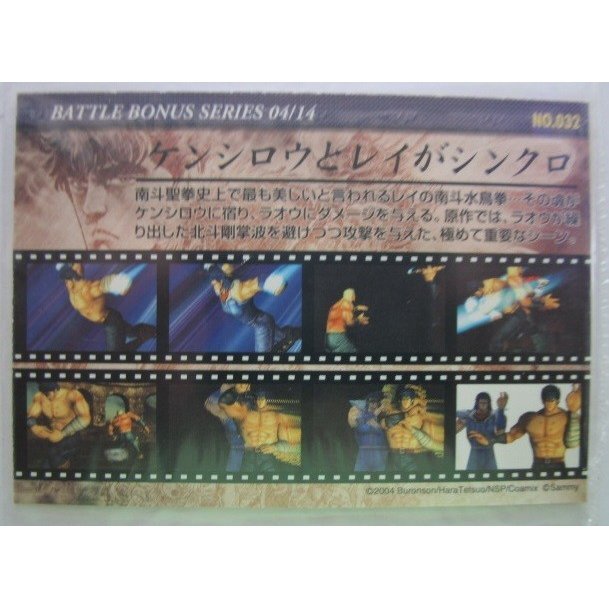 BATTLE BONUS SERIES 04/14
NO.032
ケンシロウとレイがシンクロ
南斗聖拳史上で最も美しいと言われるレイの南斗水鳥拳…その魂が
ケンシロウに宿り、ラオウにダメージを与える。原作では、ラオウが繰
り出した北斗剛掌波を避けつつ攻撃を与えた、極めて重要なシーン。
©2004 Buronson/HaraTetsuo/NSP/Coamix ©Sammy